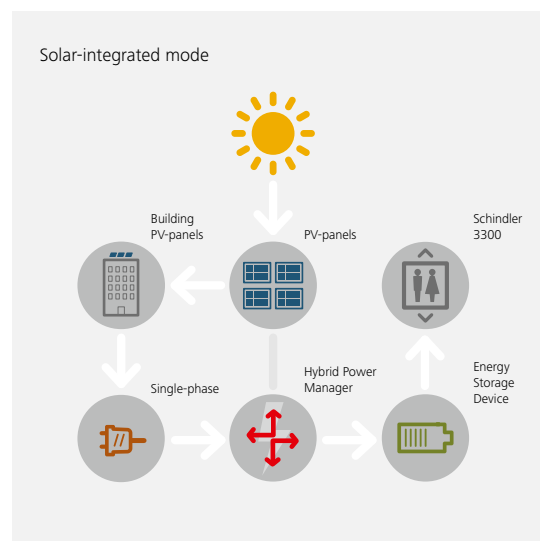 Solar-integrated mode
Building
PV-panels
PV-panels
Schindler
3300
Single-phase
Hybrid Power
Manager
Energy
Storage
Device